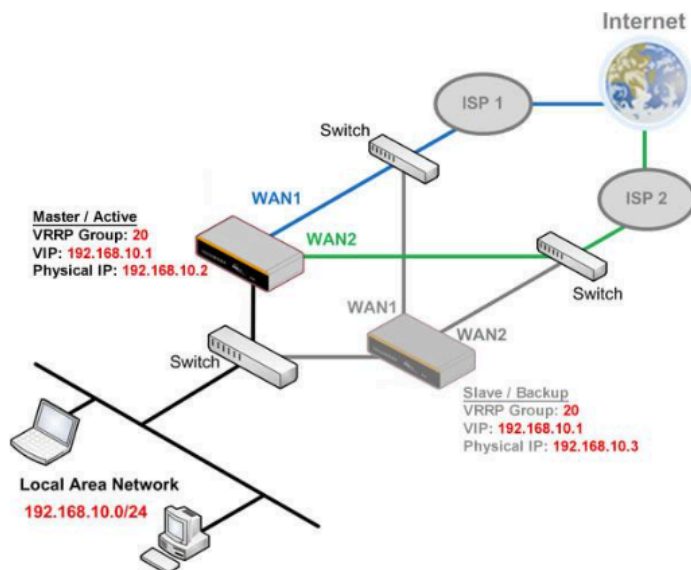 Internet
ISP 1
Switch
WAN1
Master / Active
VRRP Group: 20
VIP: 192.168.10.1
Physical IP: 192.168.10.2
WAN2
ISP 2
Switch
WAN1
WAN2
Switch
Slave / Backup
VRRP Group: 20
VIP: 192.168.10.1
Physical IP: 192.168.10.3
Local Area Network
192.168.10.0/24